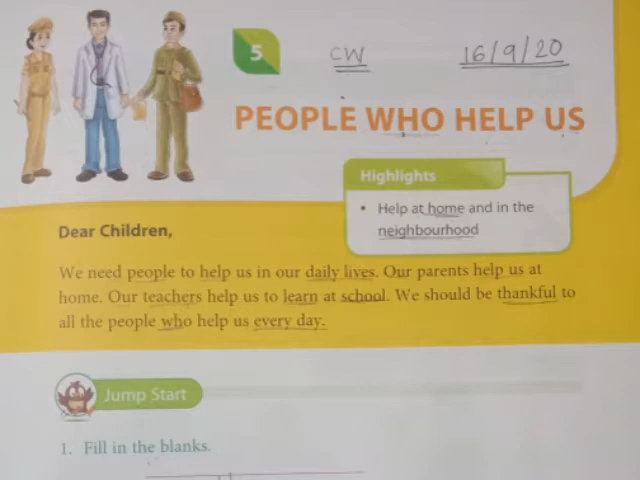 5
CW
16/9/20
PEOPLE WHO HELP US
Highlights
• Help at home and in the
neighbourhood
Dear Children,
We need people to help us in our daily lives. Our parents help us at
home. Our teachers help us to learn at school. We should be thankful to
all the people who help us every day.
Jump Start
1. Fill in the blanks.